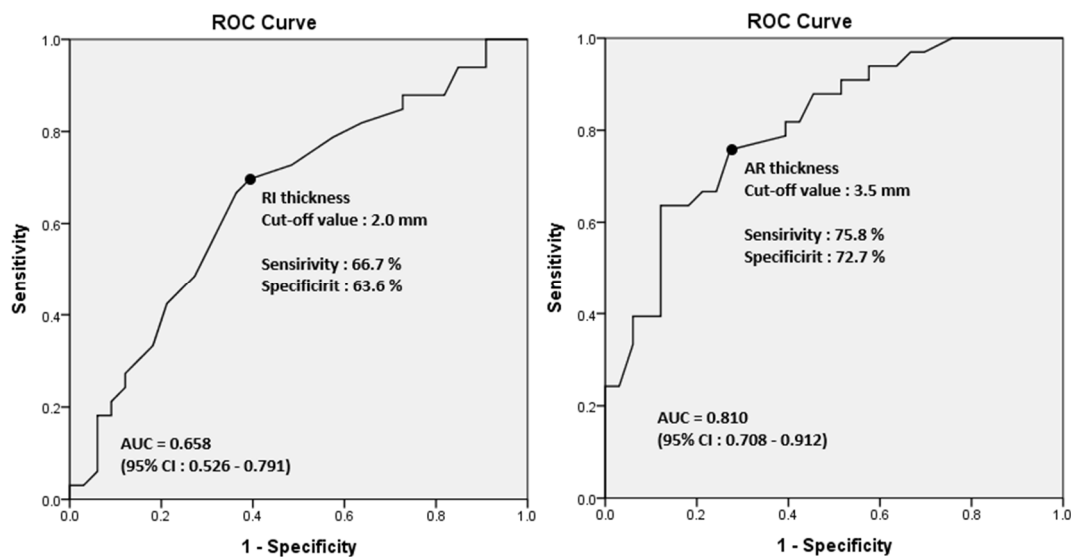 ROC Curve
1.0
0.8
0.6
0.4
0.2
0.0
Sensitivity
RI thickness
Cut-off value : 2.0 mm
Sensirivity : 66.7 %
Specificirit : 63.6 %
AUC = 0.658
(95% CI : 0.526 - 0.791)
0.0 0.2 0.4 0.6 0.8 1.0
1 - Specificity
ROC Curve
1.0
0.8
0.6
0.4
0.2
0.0
Sensitivity
AR thickness
Cut-off value : 3.5 mm
Sensirivity : 75.8 %
Specificirit : 72.7 %
AUC = 0.810
(95% CI : 0.708 - 0.912)
0.0 0.2 0.4 0.6 0.8 1.0
1 - Specificity